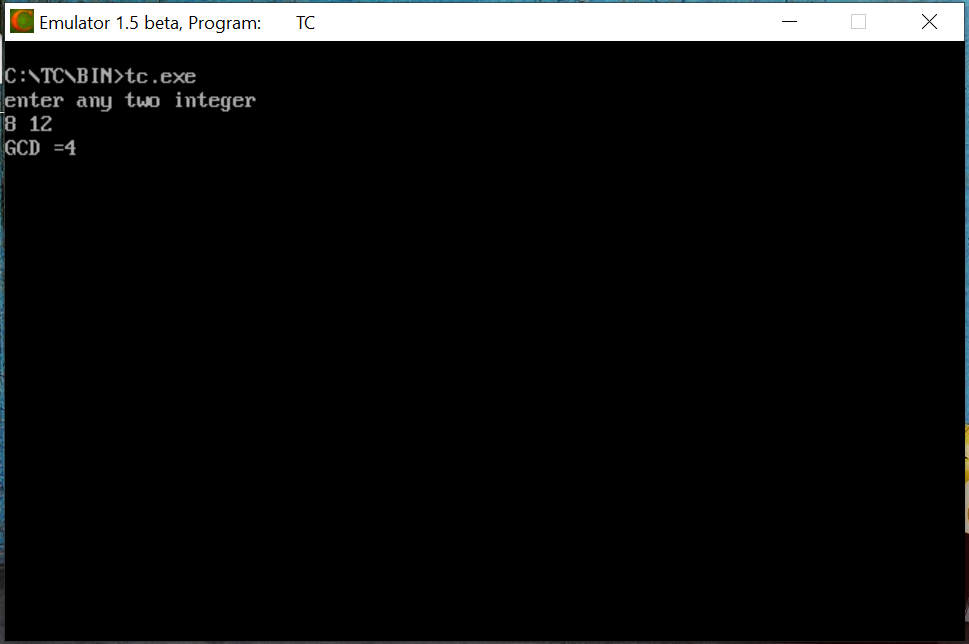 Emulator 1.5 beta, Program: TC
C:\TC\BIN>tc.exe
enter any two integer
8 12
GCD =4